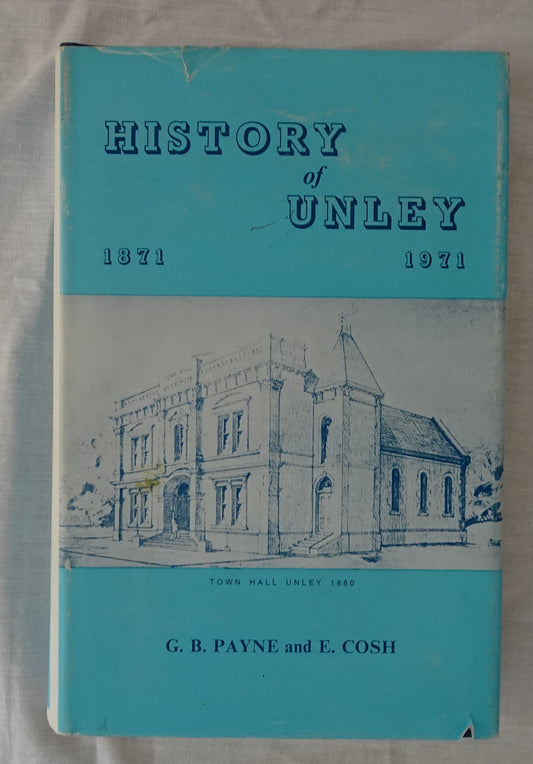 HISTORY
of
UNLEY
1871 1971
TOWN HALL UNLEY 1880
G. B. PAYNE and E. COSH